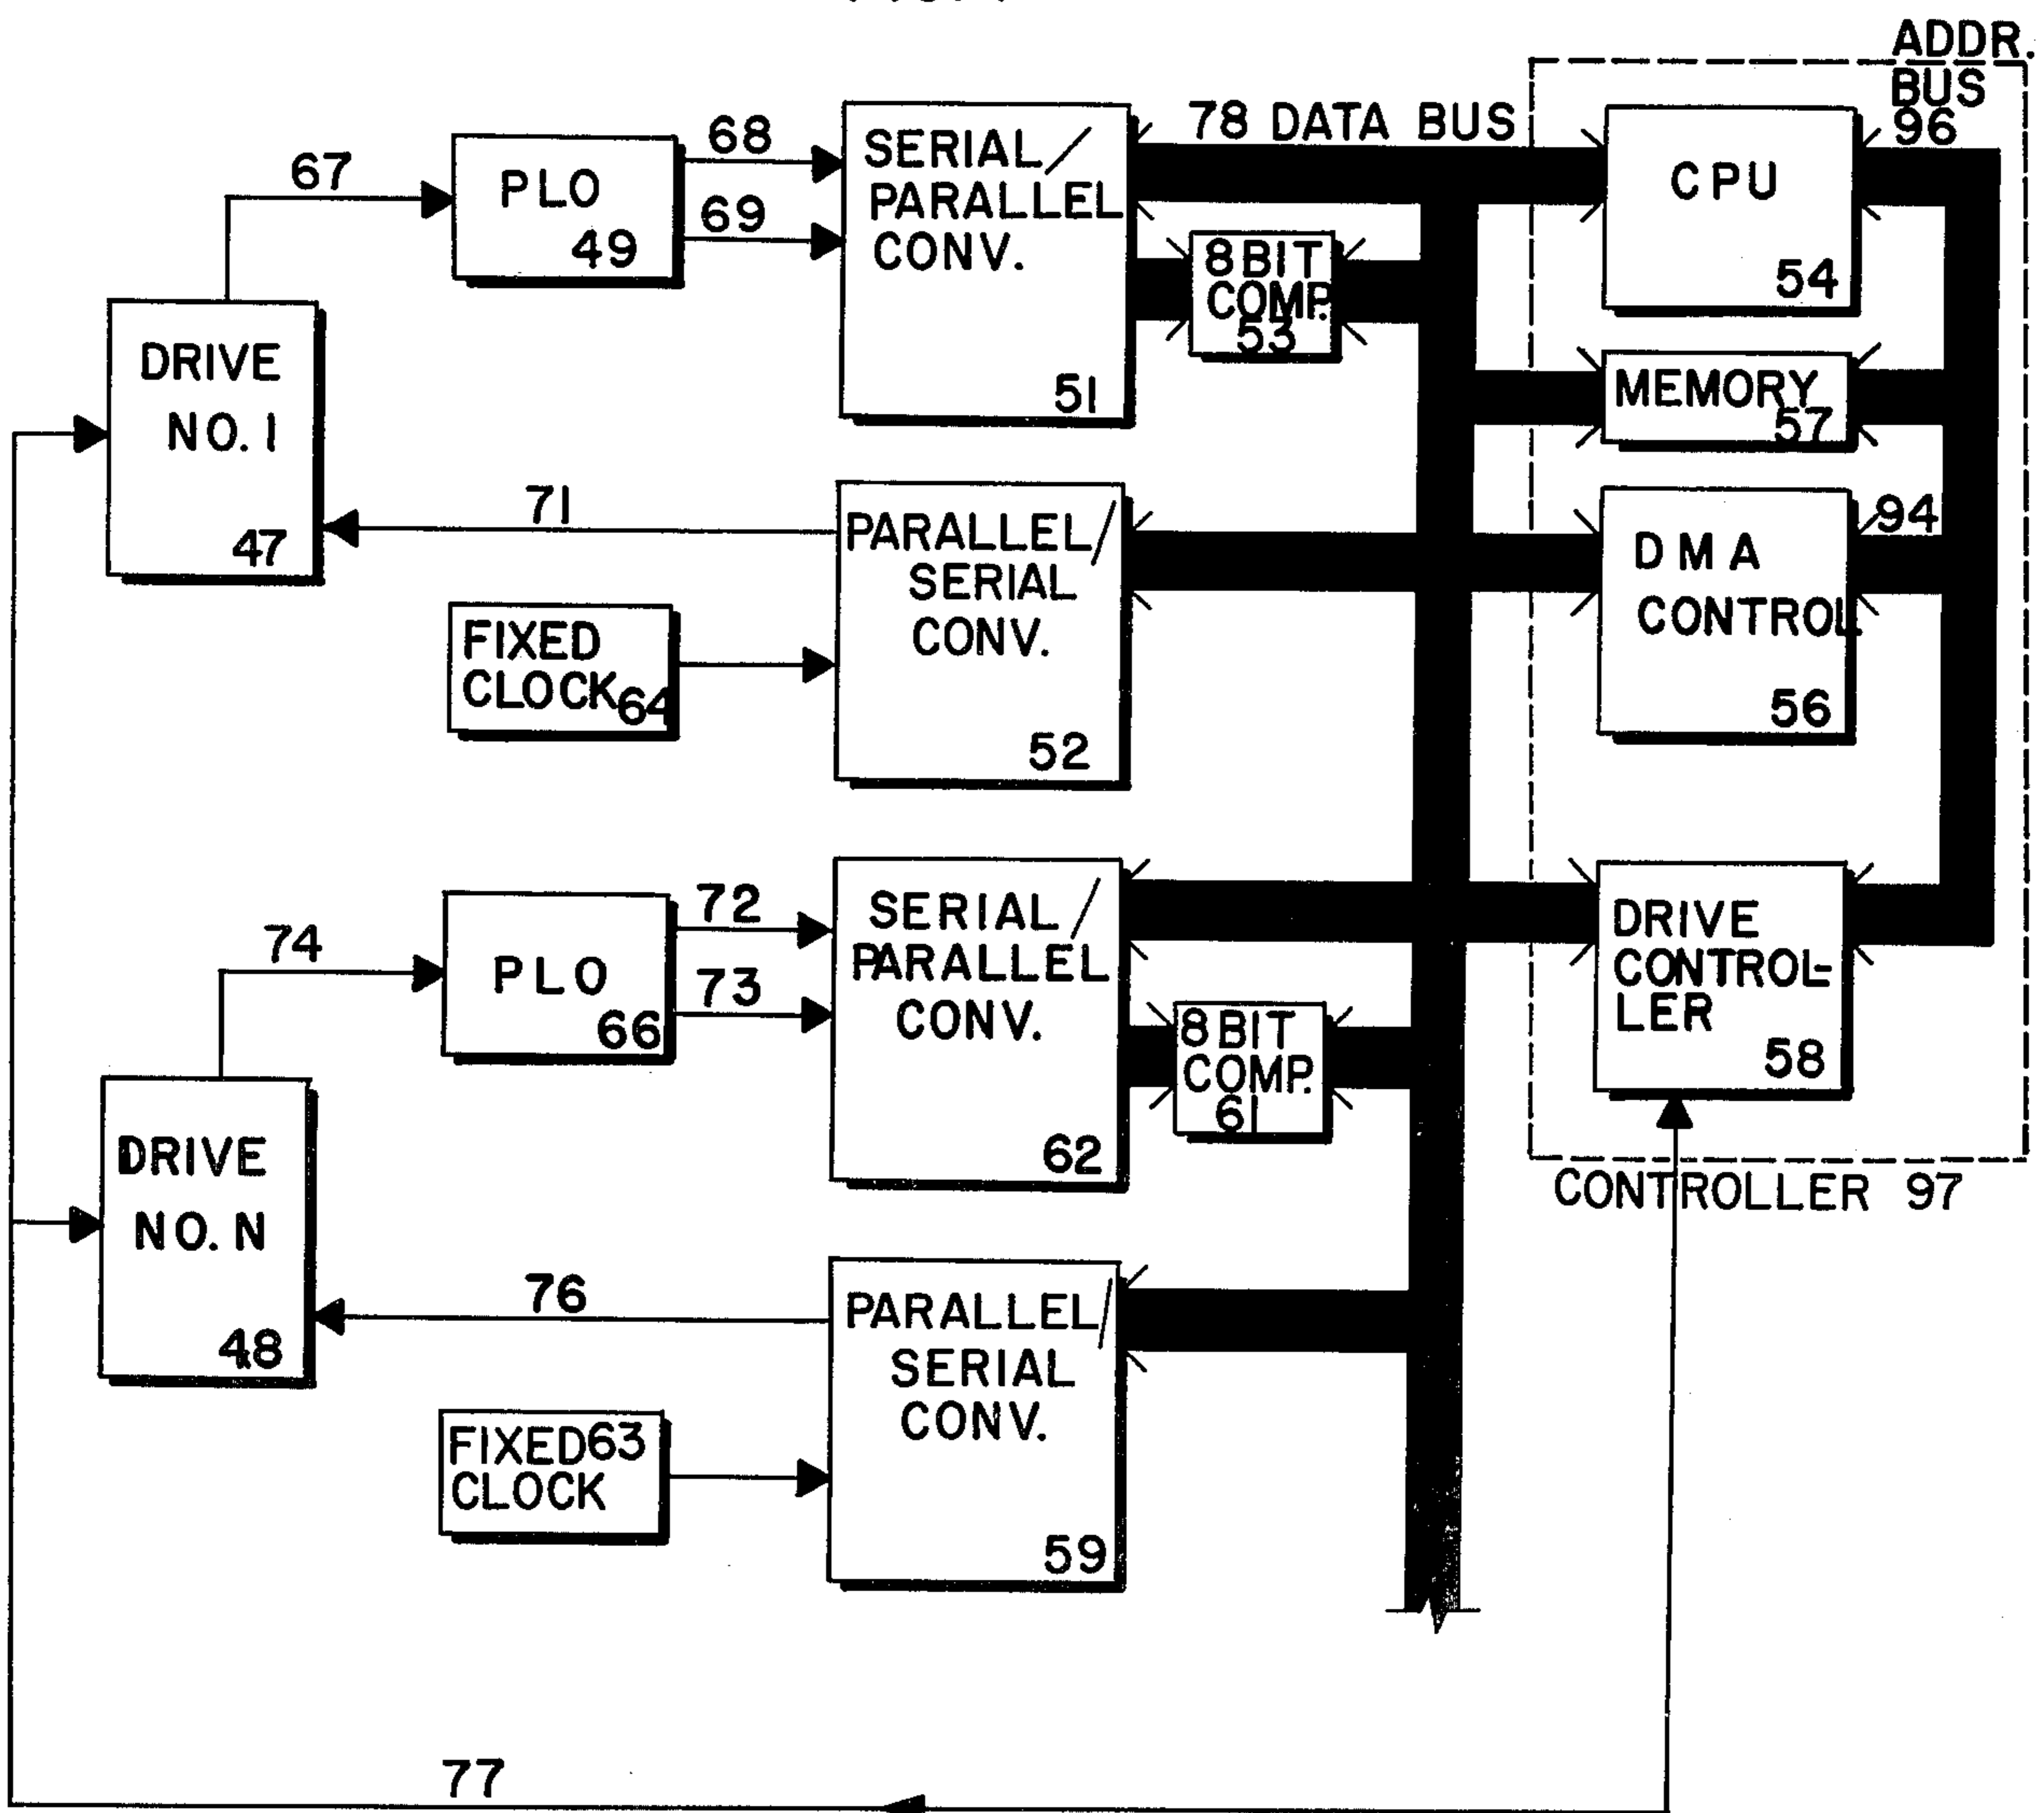 ADDR.
BUS
96
78 DATA BUS
67
PLO
49
68
69
SERIAL/
PARALLEL
CONV.
51
8 BIT
COMP.
53
CPU
54
DRIVE
NO. 1
47
MEMORY
57
71
PARALLEL/
SERIAL
CONV.
52
FIXED
CLOCK 64
94
DMA
CONTROL
56
74
PLO
66
72
73
SERIAL/
PARALLEL
CONV.
62
8 BIT
COMP.
61
DRIVE
CONTROL-
LER
58
CONTROLLER 97
DRIVE
NO. N
48
76
PARALLEL/
SERIAL
CONV.
59
FIXED 63
CLOCK
77